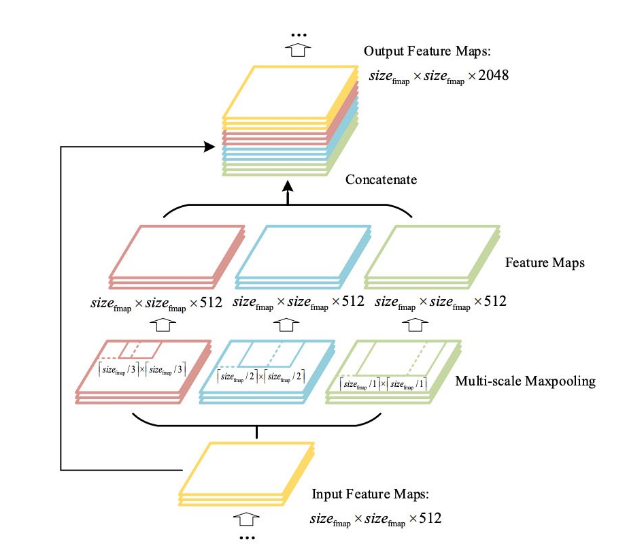 ...
Output Feature Maps:
size_fmap × size_fmap × 2048
Concatenate
Feature Maps
size_fmap × size_fmap × 512 size_fmap × size_fmap × 512 size_fmap × size_fmap × 512
⌈size_fmap / 3⌉×⌈size_fmap / 3⌉ ⌈size_fmap / 2⌉×⌈size_fmap / 2⌉ ⌈size_fmap / 1⌉×⌈size_fmap / 1⌉
Multi-scale Maxpooling
Input Feature Maps:
size_fmap × size_fmap × 512
...